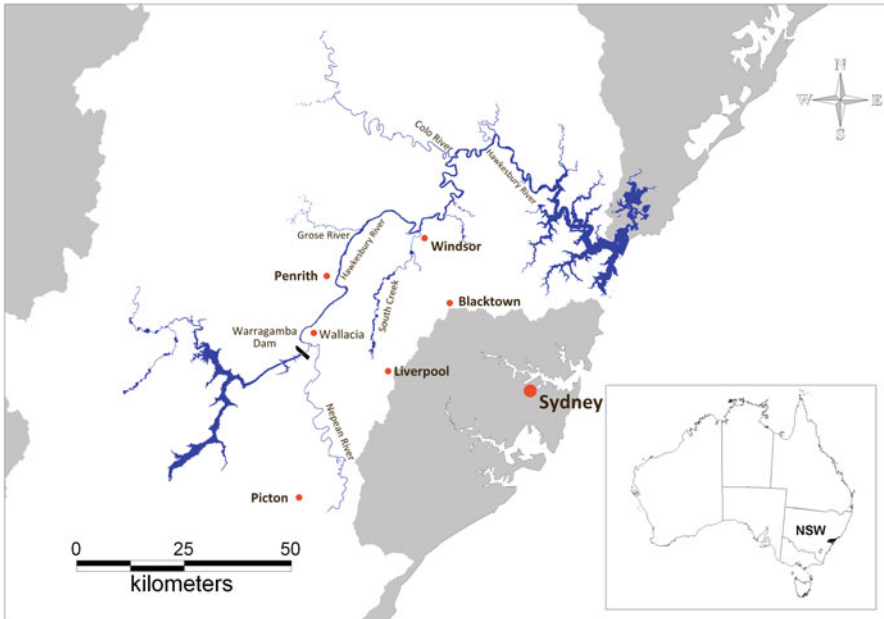 N
W E
S
Colo River
Hawkesbury River
Grose River
Hawkesbury River
Windsor
Penrith
South Creek
Blacktown
Warragamba
Dam
Wallacia
Liverpool
Sydney
Nepean River
Picton
NSW
0 25 50
kilometers